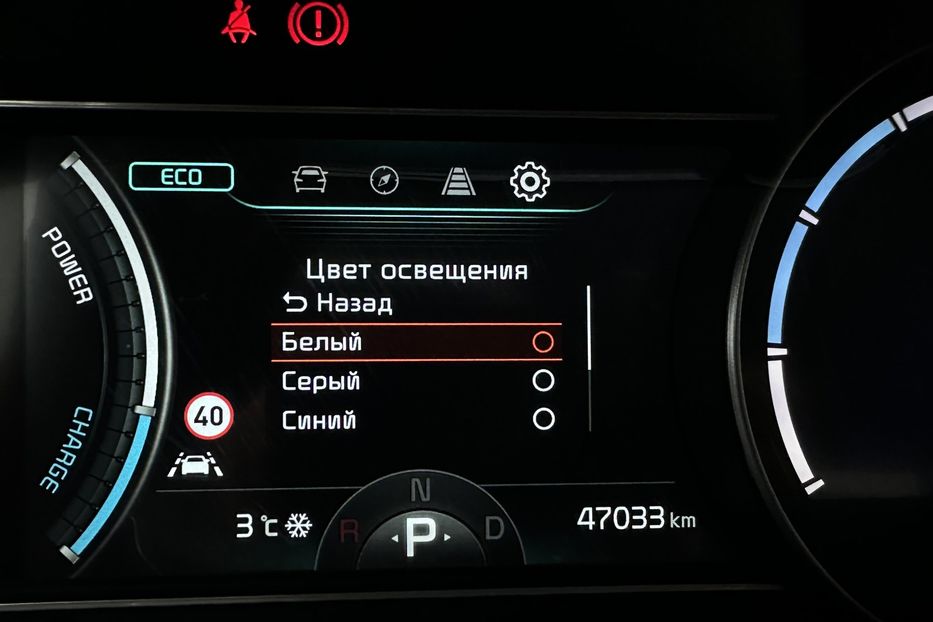 ECO
POWER
Цвет освещения
Назад
Белый
Серый
Синий
40
CHARGE
N
3 °C R P D 47033 km